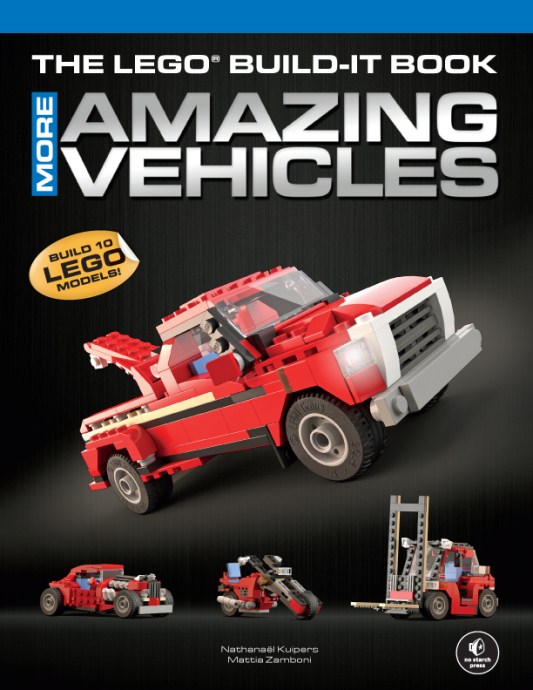 THE LEGO® BUILD-IT BOOK
MORE
AMAZING
VEHICLES
BUILD 10
LEGO
MODELS!
Nathanaël Kuipers
Mattia Zamboni
no starch
press